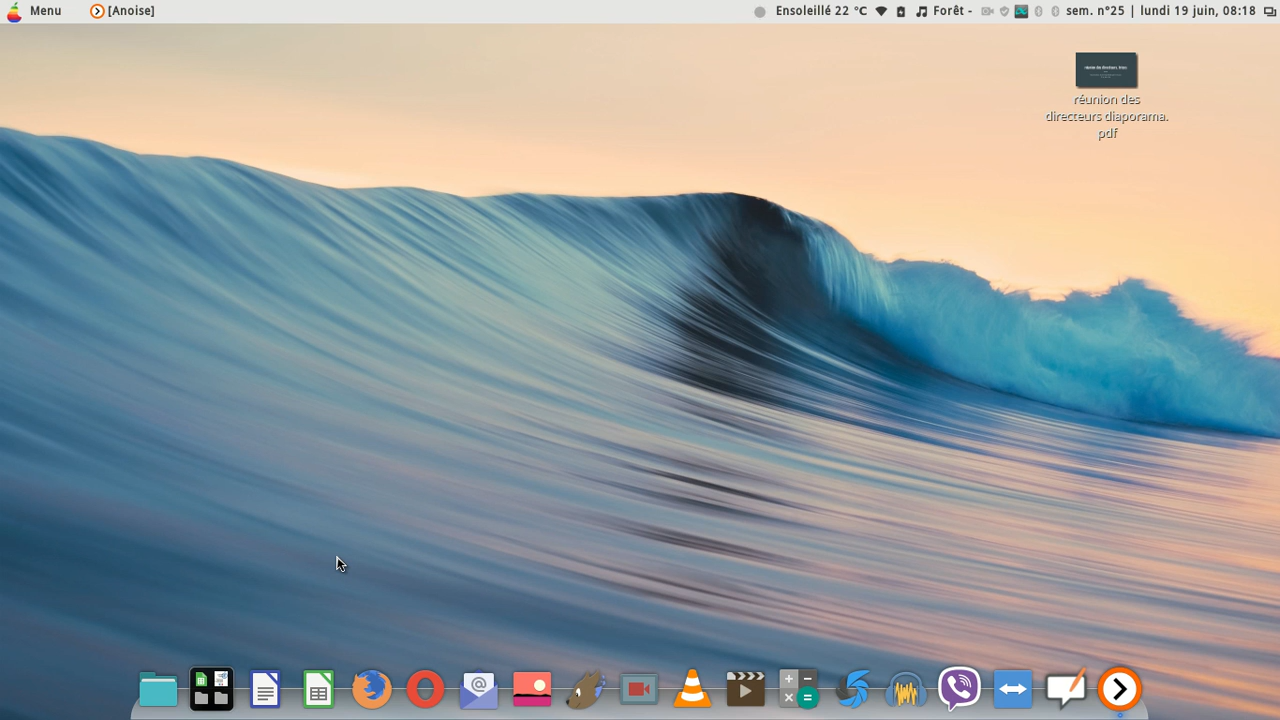 Menu [Anoise] Ensoleillé 22 °C Forêt - sem. n°25 | lundi 19 juin, 08:18
réunion des
directeurs diaporama.
pdf